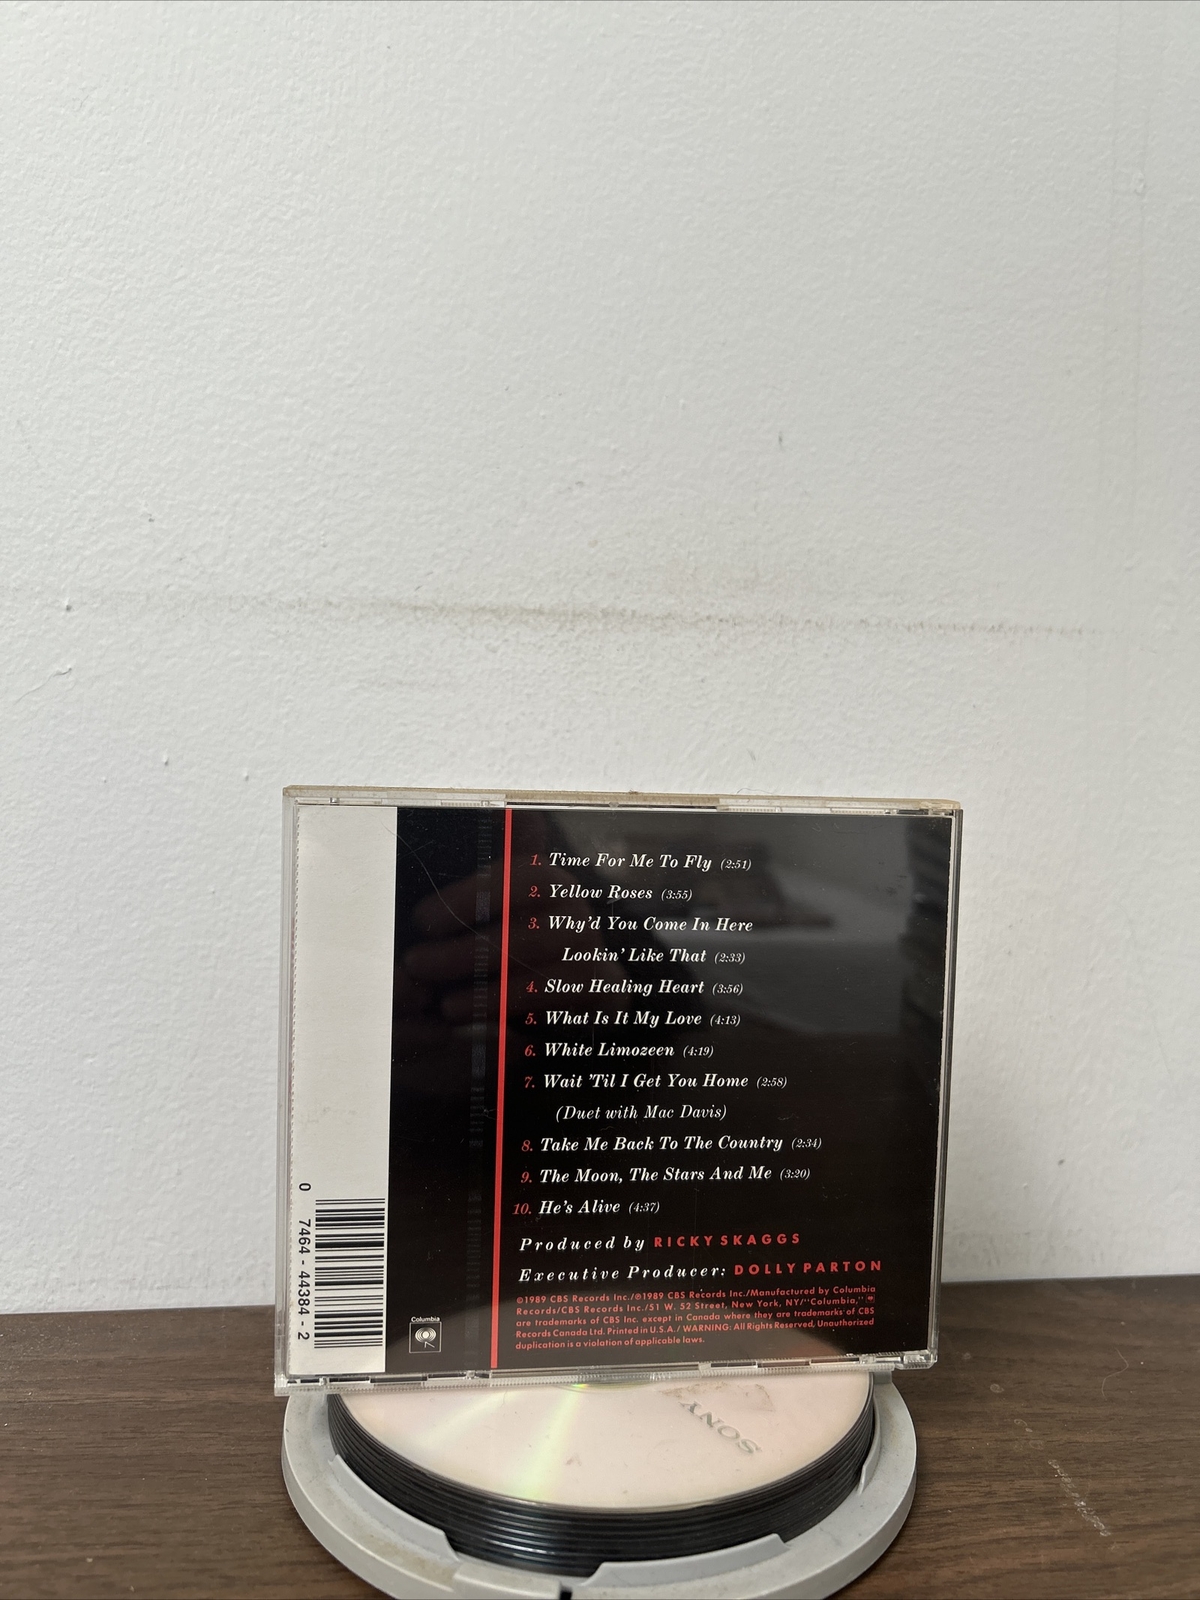 1. Time For Me To Fly (2:51)
2. Yellow Roses (3:55)
3. Why'd You Come In Here
Lookin' Like That (2:33)
4. Slow Healing Heart (3:56)
5. What Is It My Love (4:13)
6. White Limozeen (4:19)
7. Wait 'Til I Get You Home (2:58)
(Duet with Mac Davis)
8. Take Me Back To The Country (2:34)
9. The Moon, The Stars And Me (3:20)
10. He's Alive (4:37)
Produced by RICKY SKAGGS
Executive Producer: DOLLY PARTON
©1989 CBS Records Inc./℗1989 CBS Records Inc./Manufactured by Columbia
Records/CBS Records Inc./51 W. 52 Street, New York, NY/"Columbia,"
are trademarks of CBS Inc. except in Canada where they are trademarks of CBS
Records Canada Ltd. Printed in U.S.A./ WARNING: All Rights Reserved, Unauthorized
duplication is a violation of applicable laws.
Columbia
0 7464-44384-2
SONY